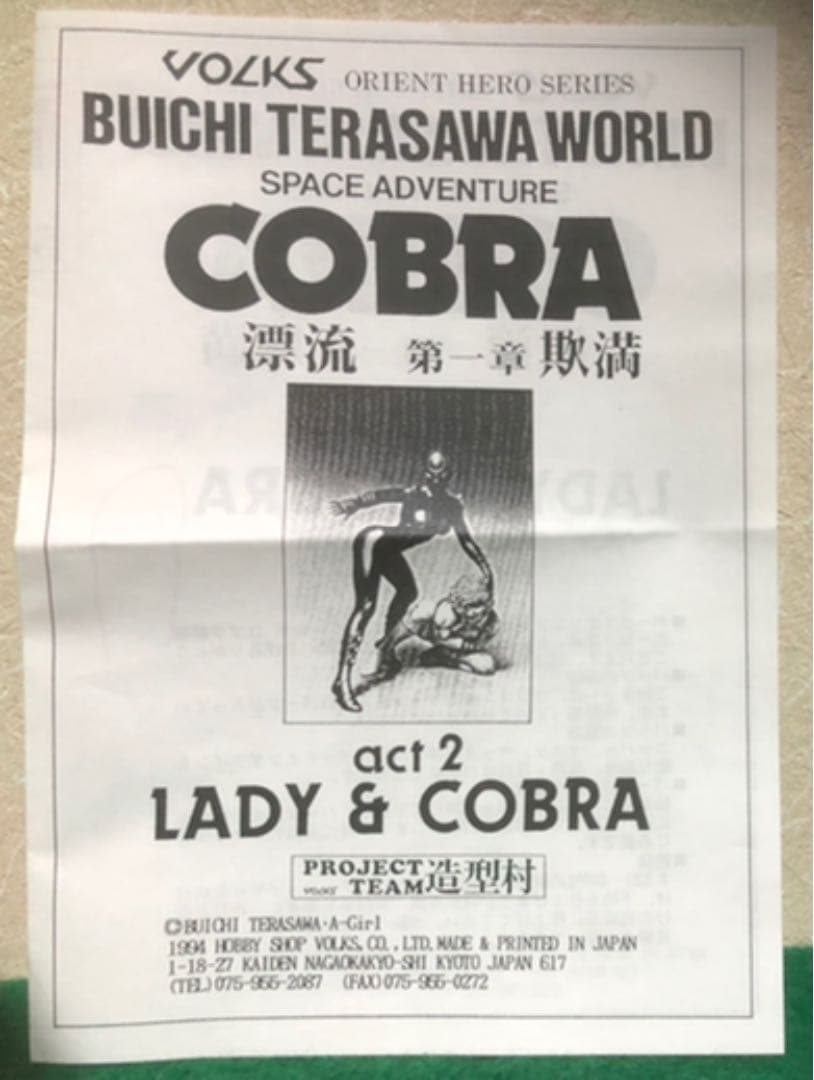 VOLKS ORIENT HERO SERIES
BUICHI TERASAWA WORLD
SPACE ADVENTURE
COBRA
漂流 第一章 欺満
act 2
LADY & COBRA
PROJECT
VOLKS TEAM 造型村
©BUICHI TERASAWA・A-Girl
1994 HOBBY SHOP VOLKS.CO.,LTD.MADE & PRINTED IN JAPAN
1-18-27 KAIDEN NAGAOKAKYO-SHI KYOTO JAPAN 617
(TEL)075-955-2087 (FAX)075-955-0272